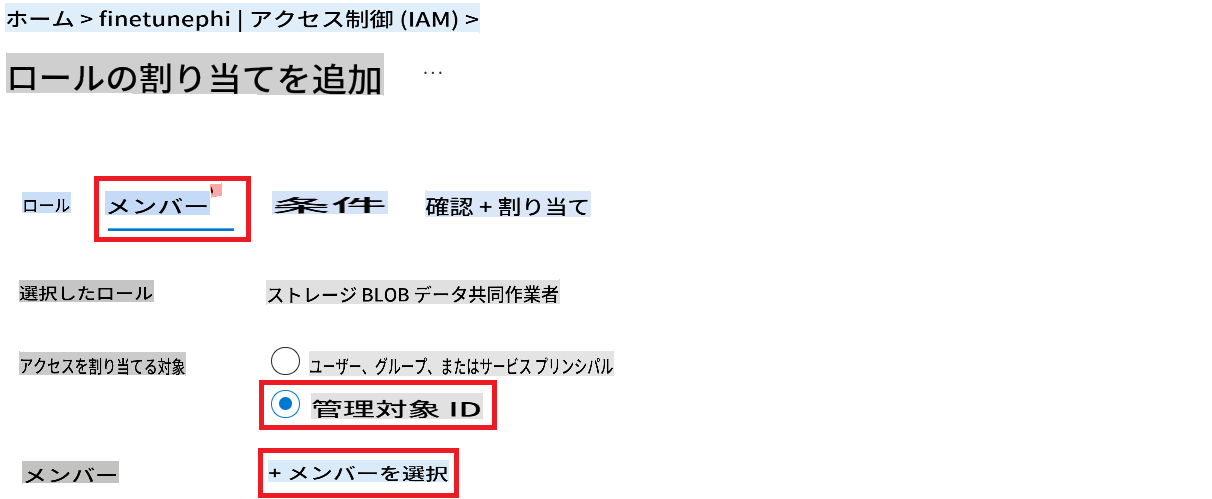 ホーム > finetunephi | アクセス制御 (IAM) >
ロールの割り当てを追加 ...
ロール メンバー 条件 確認 + 割り当て
選択したロール ストレージ BLOB データ共同作業者
アクセスを割り当てる対象 ユーザー、グループ、またはサービス プリンシパル
管理対象 ID
メンバー + メンバーを選択